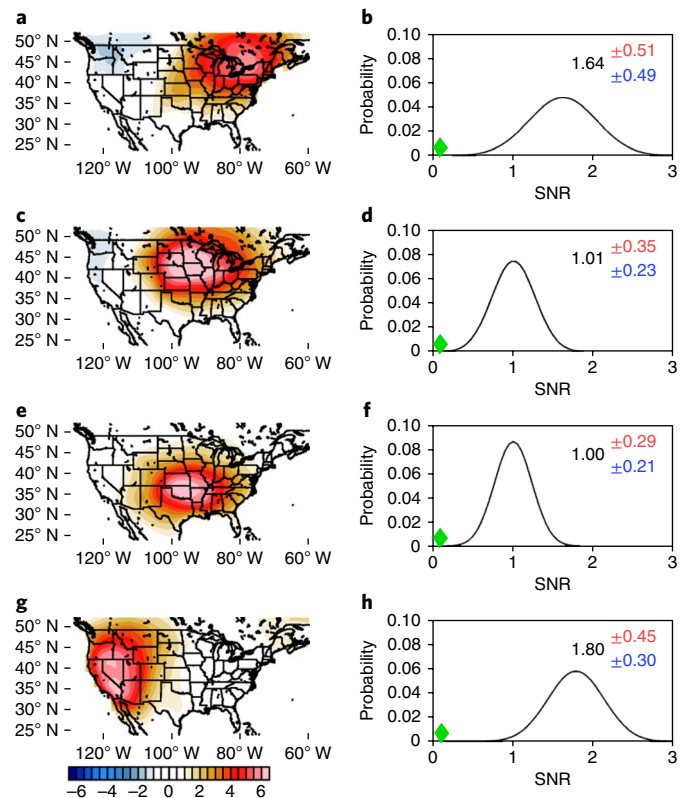 a
50° N
45° N
40° N
35° N
30° N
25° N
120° W 100° W 80° W 60° W
b
Probability
0.10
0.08
0.06
0.04
0.02
0
0 1 2 3
SNR
1.64
±0.51
±0.49
c
50° N
45° N
40° N
35° N
30° N
25° N
120° W 100° W 80° W 60° W
d
Probability
0.10
0.08
0.06
0.04
0.02
0
0 1 2 3
SNR
1.01
±0.35
±0.23
e
50° N
45° N
40° N
35° N
30° N
25° N
120° W 100° W 80° W 60° W
f
Probability
0.10
0.08
0.06
0.04
0.02
0
0 1 2 3
SNR
1.00
±0.29
±0.21
g
50° N
45° N
40° N
35° N
30° N
25° N
120° W 100° W 80° W 60° W
−6 −4 −2 0 2 4 6
h
Probability
0.10
0.08
0.06
0.04
0.02
0
0 1 2 3
SNR
1.80
±0.45
±0.30